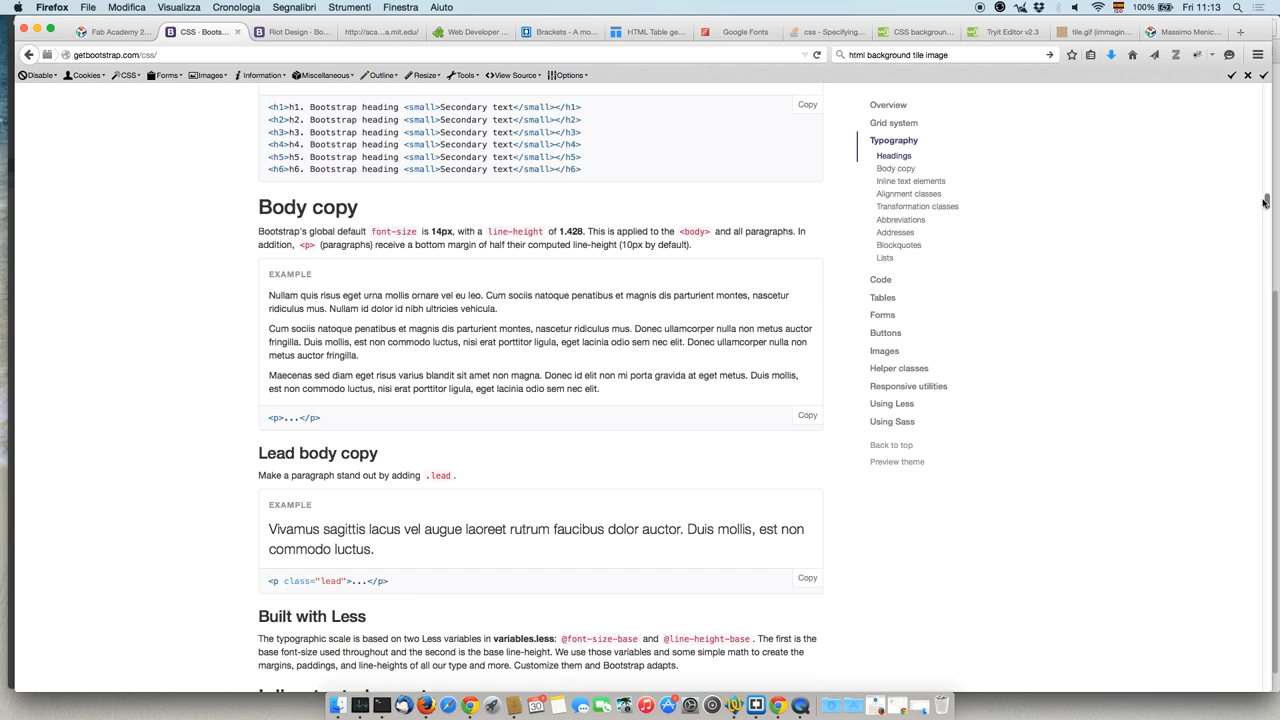 Firefox File Modifica Visualizza Cronologia Segnalibri Strumenti Finestra Aiuto 100% Ven 11:13
Fab Academy 2... CSS · Boots... Riot Design - Bo... http://aca...a.mit.edu/ Web Developer ... Brackets - A mo... HTML Table ge... Google Fonts css - Specifying... CSS backgroun... Tryit Editor v2.3 tile.gif (immagin... Massimo Menic...
getbootstrap.com/css/ html background tile image
Disable Cookies CSS Forms Images Information Miscellaneous Outline Resize Tools View Source Options
<h1>h1. Bootstrap heading <small>Secondary text</small></h1>
<h2>h2. Bootstrap heading <small>Secondary text</small></h2>
<h3>h3. Bootstrap heading <small>Secondary text</small></h3>
<h4>h4. Bootstrap heading <small>Secondary text</small></h4>
<h5>h5. Bootstrap heading <small>Secondary text</small></h5>
<h6>h6. Bootstrap heading <small>Secondary text</small></h6>
Copy
Body copy
Bootstrap's global default font-size is 14px, with a line-height of 1.428. This is applied to the <body> and all paragraphs. In
addition, <p> (paragraphs) receive a bottom margin of half their computed line-height (10px by default).
EXAMPLE
Nullam quis risus eget urna mollis ornare vel eu leo. Cum sociis natoque penatibus et magnis dis parturient montes, nascetur
ridiculus mus. Nullam id dolor id nibh ultricies vehicula.
Cum sociis natoque penatibus et magnis dis parturient montes, nascetur ridiculus mus. Donec ullamcorper nulla non metus auctor
fringilla. Duis mollis, est non commodo luctus, nisi erat porttitor ligula, eget lacinia odio sem nec elit. Donec ullamcorper nulla non
metus auctor fringilla.
Maecenas sed diam eget risus varius blandit sit amet non magna. Donec id elit non mi porta gravida at eget metus. Duis mollis,
est non commodo luctus, nisi erat porttitor ligula, eget lacinia odio sem nec elit.
<p>...</p>
Copy
Lead body copy
Make a paragraph stand out by adding .lead.
EXAMPLE
Vivamus sagittis lacus vel augue laoreet rutrum faucibus dolor auctor. Duis mollis, est non
commodo luctus.
<p class="lead">...</p>
Copy
Built with Less
The typographic scale is based on two Less variables in variables.less: @font-size-base and @line-height-base. The first is the
base font-size used throughout and the second is the base line-height. We use those variables and some simple math to create the
margins, paddings, and line-heights of all our type and more. Customize them and Bootstrap adapts.
Overview
Grid system
Typography
Headings
Body copy
Inline text elements
Alignment classes
Transformation classes
Abbreviations
Addresses
Blockquotes
Lists
Code
Tables
Forms
Buttons
Images
Helper classes
Responsive utilities
Using Less
Using Sass
Back to top
Preview theme
30